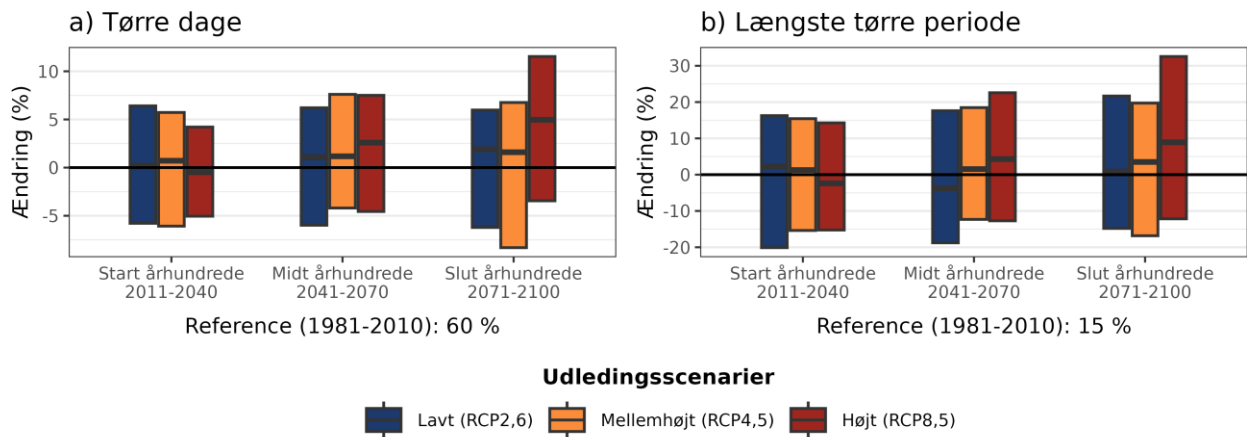 a) Tørre dage
Ændring (%)
10
5
0
-5
Start århundrede
2011-2040
Midt århundrede
2041-2070
Slut århundrede
2071-2100
Reference (1981-2010): 60 %
b) Længste tørre periode
Ændring (%)
30
20
10
0
-10
-20
Start århundrede
2011-2040
Midt århundrede
2041-2070
Slut århundrede
2071-2100
Reference (1981-2010): 15 %
Udledingsscenarier
Lavt (RCP2,6)
Mellemhøjt (RCP4,5)
Højt (RCP8,5)